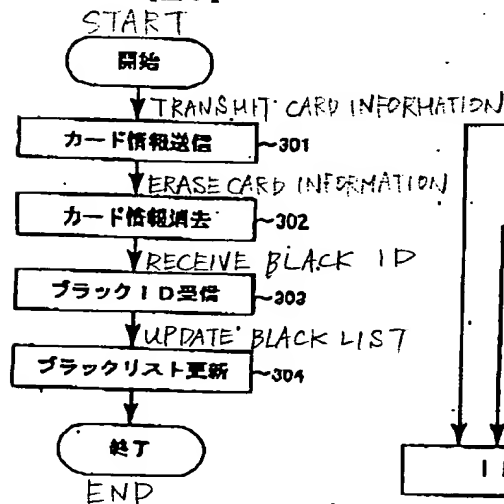 START
開始
TRANSMIT CARD INFORMATION
カード情報送信 ~301
ERASE CARD INFORMATION
カード情報消去 ~302
RECEIVE BLACK ID
ブラックID受信 ~303
UPDATE BLACK LIST
ブラックリスト更新 ~304
終了
END